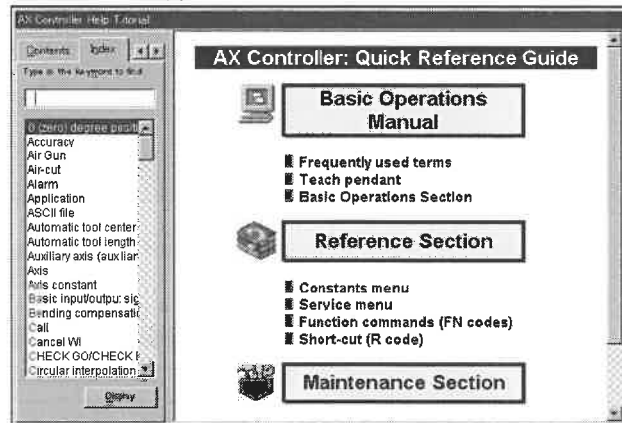 AX Controller Help Tutorial
Contents Index
Type in the keyword to find
0 (zero) degree positi
Accuracy
Air Gun
Air-cut
Alarm
Application
ASCII file
Automatic tool center
Automatic tool length
Auxiliary axis (auxiliar
Axis
Axis constant
Basic input/output sig
Bending compensatic
Call
Cancel WI
CHECK GO/CHECK
Circular interpolation
Display
AX Controller: Quick Reference Guide
Basic Operations
Manual
Frequently used terms
Teach pendant
Basic Operations Section
Reference Section
Constants menu
Service menu
Function commands (FN codes)
Short-cut (R code)
Maintenance Section